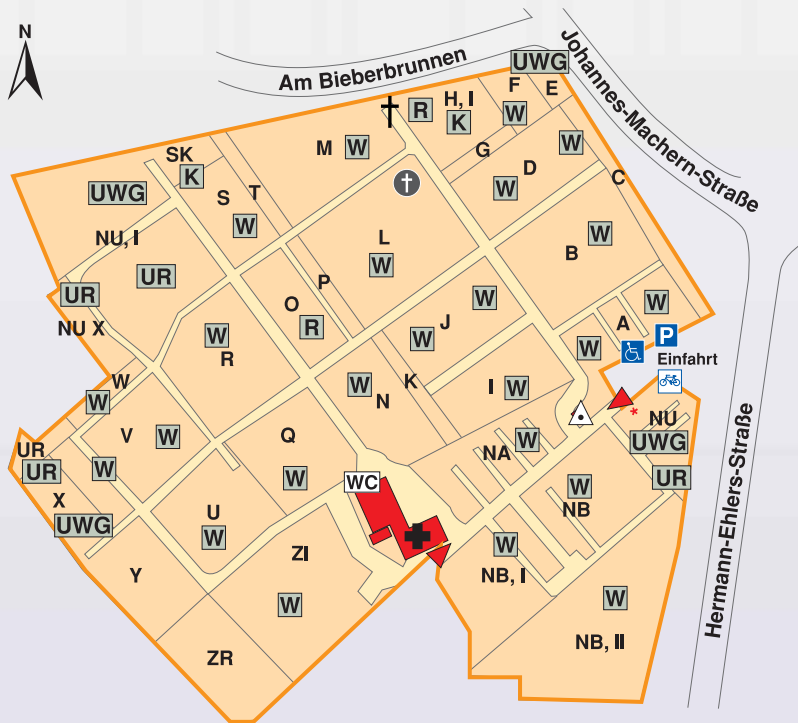 N
Am Bieberbrunnen
Johannes-Machern-Straße
UWG
F
E
H, I
R
K
W
W
M
W
G
D
W
C
SK
K
UWG
S
T
W
L
W
B
W
NU, I
UR
UR
P
O
R
J
W
W
W
A
W
P
NU X
W
R
K
Einfahrt
W
W
N
I
W
*
NU
UWG
V
W
Q
NA
W
UR
UR
W
W
UR
X
WC
W
NB
UWG
U
W
ZI
W
NB, I
Y
W
W
NB, II
ZR
Hermann-Ehlers-Straße